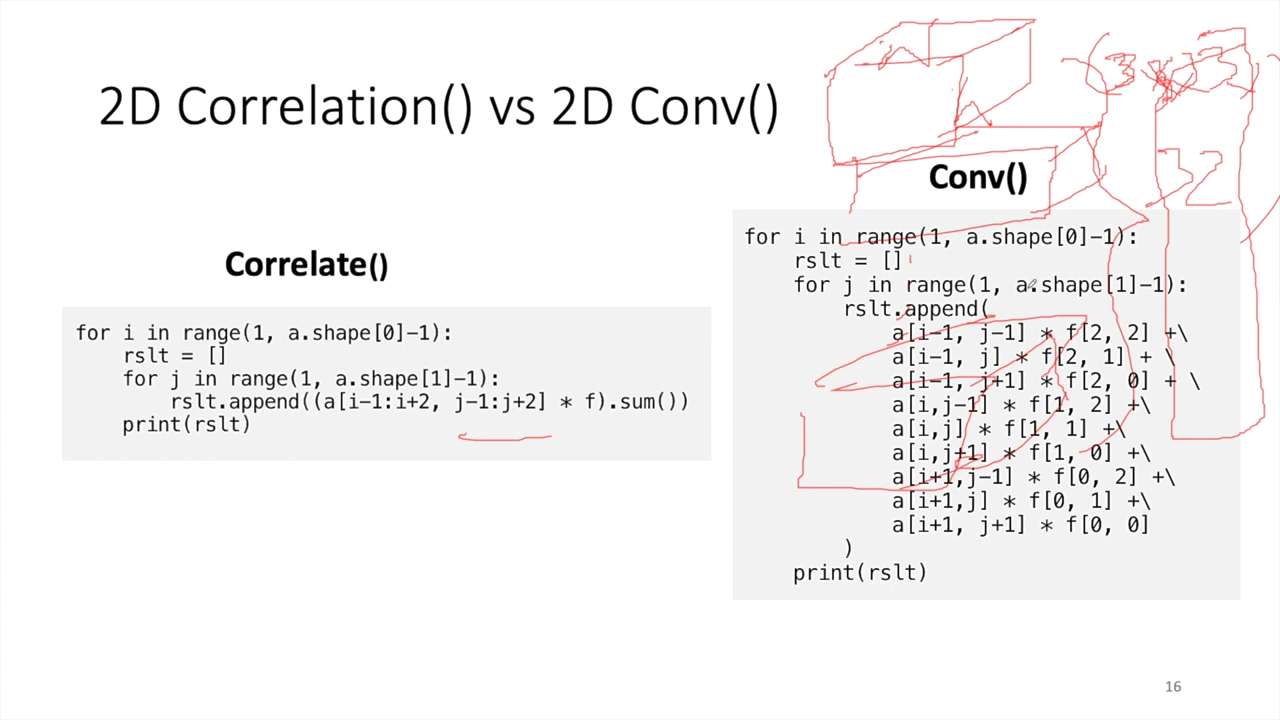 2D Correlation() vs 2D Conv()
Correlate()
for i in range(1, a.shape[0]-1):
    rslt = []
    for j in range(1, a.shape[1]-1):
        rslt.append((a[i-1:i+2, j-1:j+2] * f).sum())
    print(rslt)
Conv()
for i in range(1, a.shape[0]-1):
    rslt = []
    for j in range(1, a.shape[1]-1):
        rslt.append(
            a[i-1, j-1] * f[2, 2] +\
            a[i-1, j] * f[2, 1] + \
            a[i-1, j+1] * f[2, 0] + \
            a[i,j-1] * f[1, 2] +\
            a[i,j] * f[1, 1] +\
            a[i,j+1] * f[1, 0] +\
            a[i+1,j-1] * f[0, 2] +\
            a[i+1,j] * f[0, 1] +\
            a[i+1, j+1] * f[0, 0]
        )
    print(rslt)
16